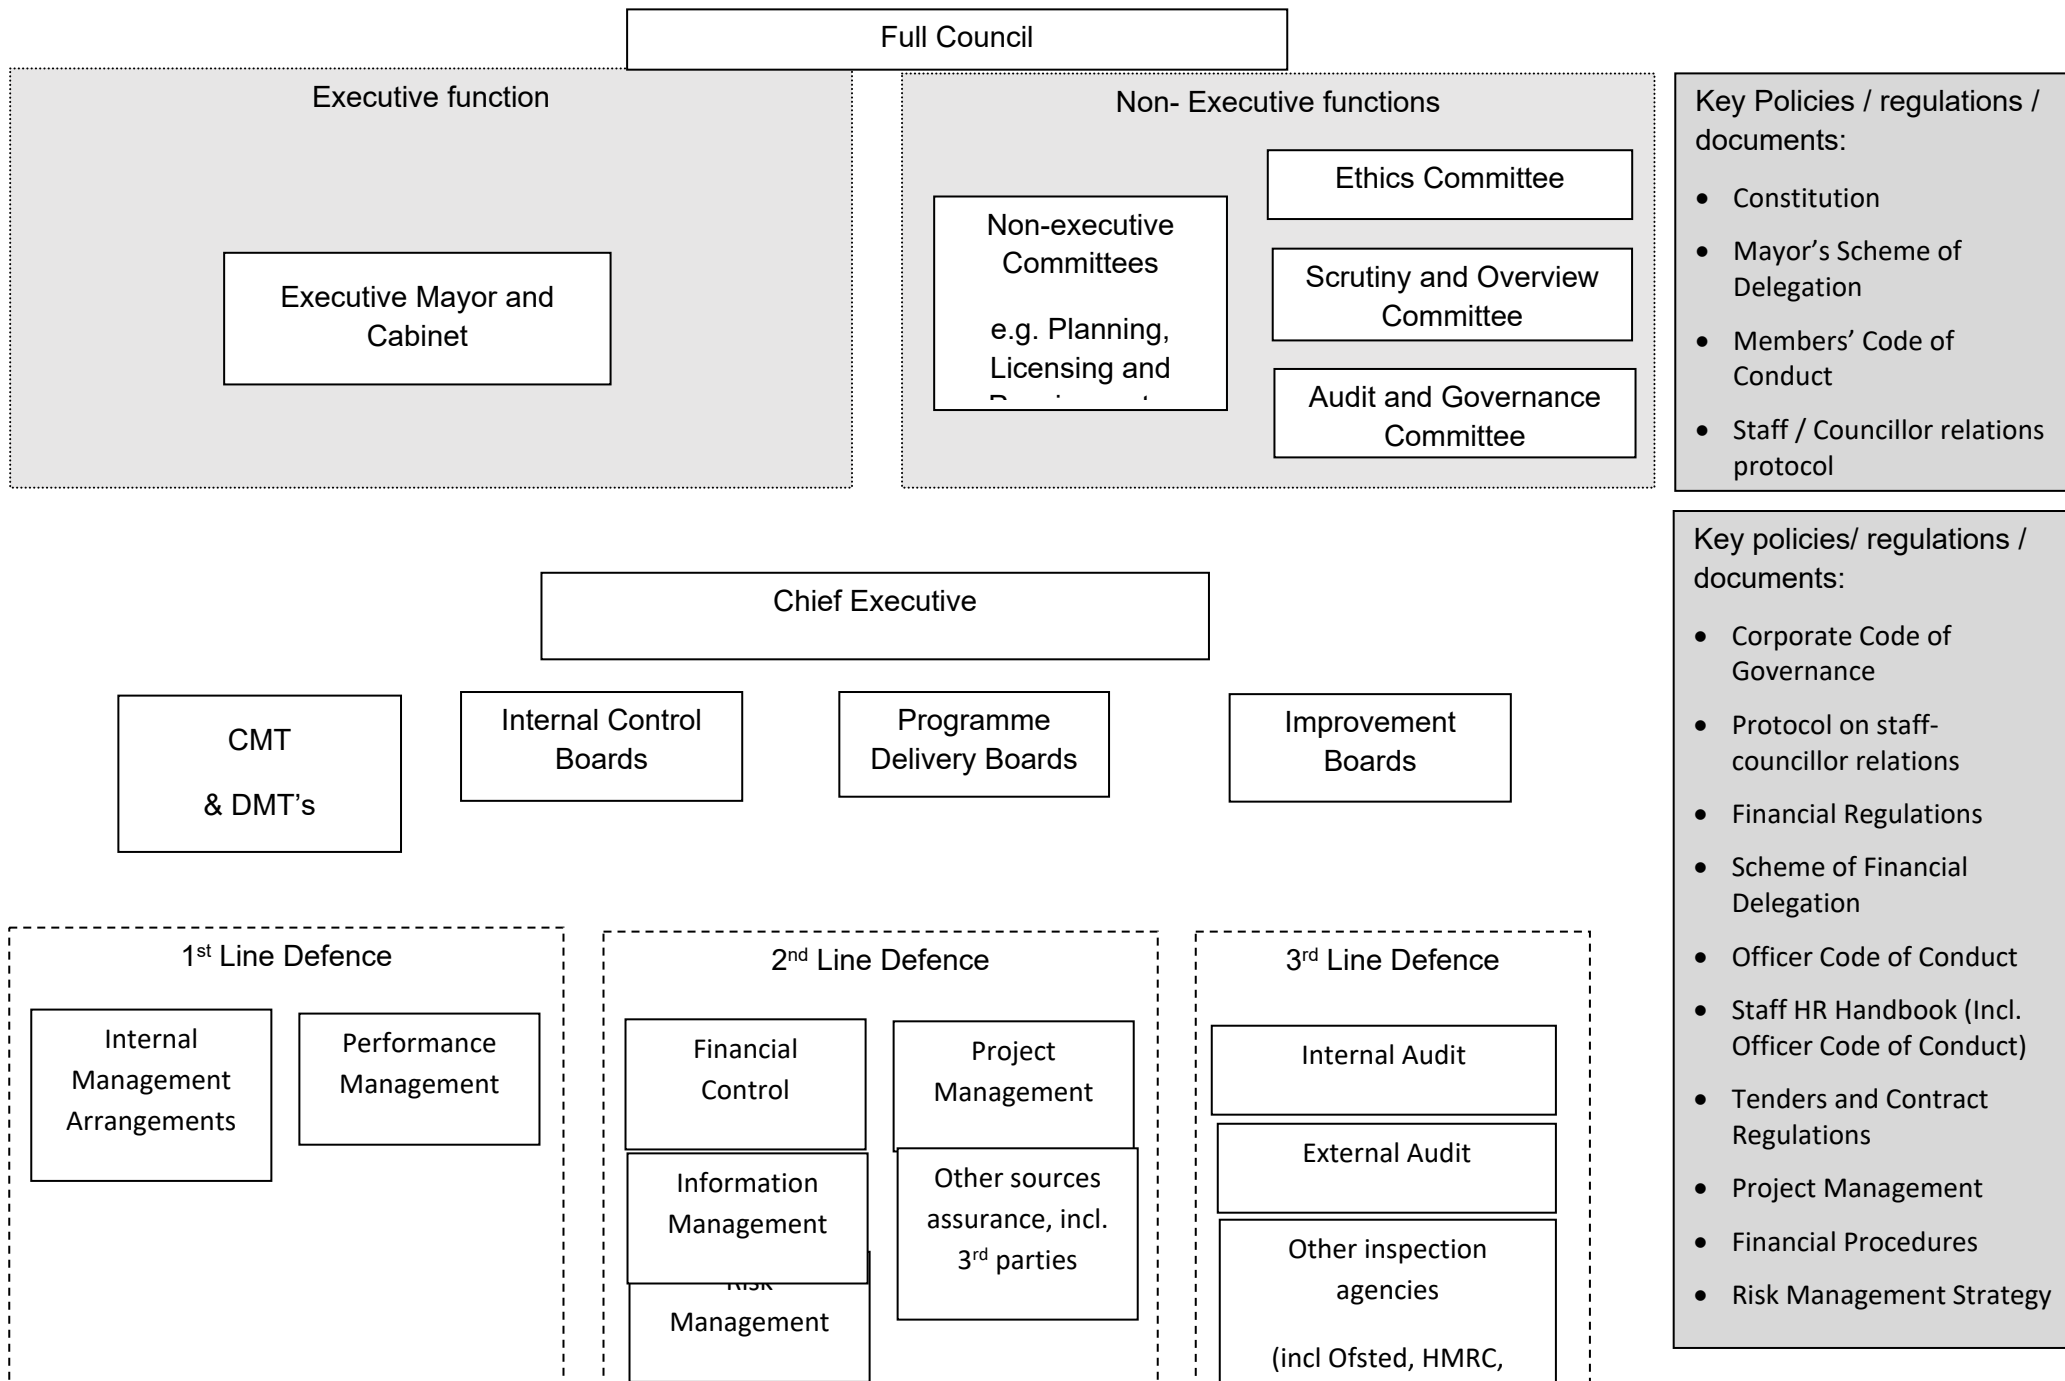 Full Council
Executive function
Executive Mayor and
Cabinet
Non- Executive functions
Non-executive
Committees
e.g. Planning,
Licensing and
Ethics Committee
Scrutiny and Overview
Committee
Audit and Governance
Committee
Key Policies / regulations /
documents:
• Constitution
• Mayor’s Scheme of
Delegation
• Members’ Code of
Conduct
• Staff / Councillor relations
protocol
Chief Executive
CMT
& DMT’s
Internal Control
Boards
Programme
Delivery Boards
Improvement
Boards
Key policies/ regulations /
documents:
• Corporate Code of
Governance
• Protocol on staff-
councillor relations
• Financial Regulations
• Scheme of Financial
Delegation
• Officer Code of Conduct
• Staff HR Handbook (Incl.
Officer Code of Conduct)
• Tenders and Contract
Regulations
• Project Management
• Financial Procedures
• Risk Management Strategy
1st Line Defence
Internal
Management
Arrangements
Performance
Management
2nd Line Defence
Financial
Control
Project
Management
Information
Management
Other sources
assurance, incl.
3rd parties
Risk
Management
3rd Line Defence
Internal Audit
External Audit
Other inspection
agencies
(incl Ofsted, HMRC,